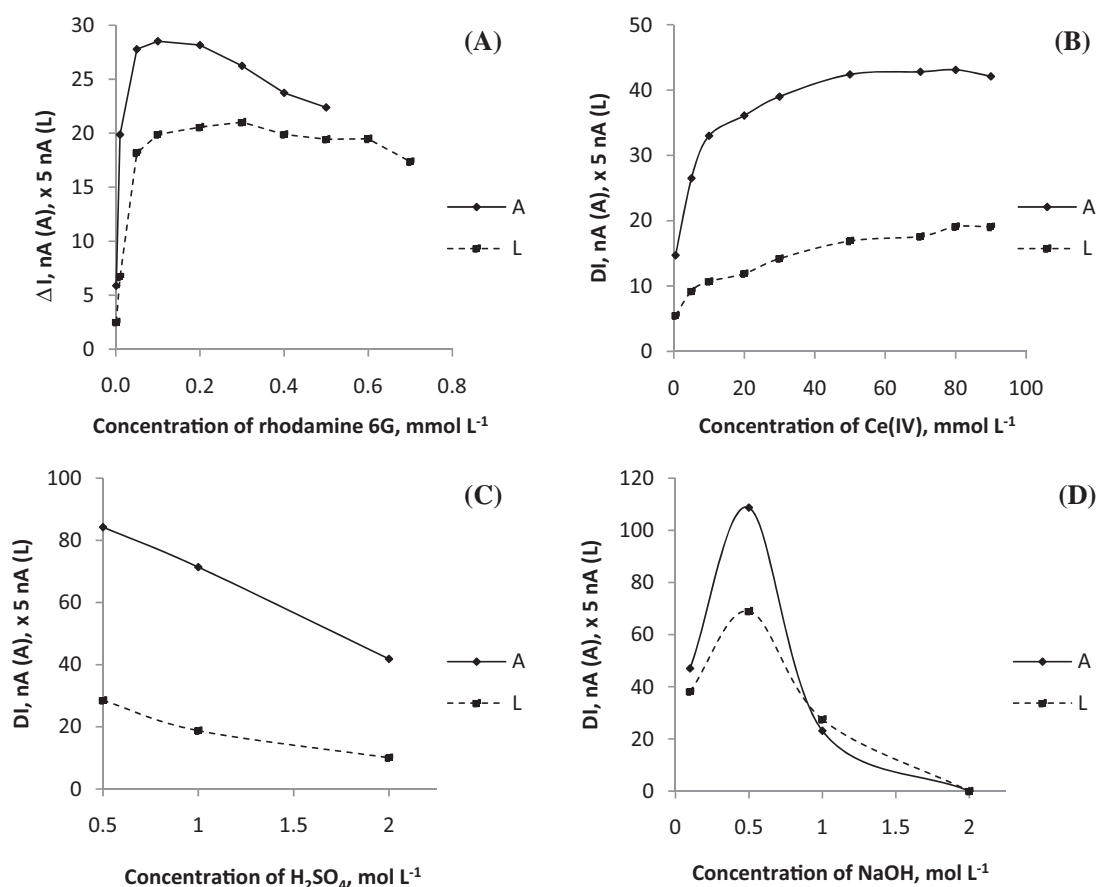 (A)
ΔI, nA (A), x 5 nA (L)
30
25
20
15
10
5
0
0.0 0.2 0.4 0.6 0.8
Concentration of rhodamine 6G, mmol L-1
A
L
(B)
DI, nA (A), x 5 nA (L)
50
40
30
20
10
0
0 20 40 60 80 100
Concentration of Ce(IV), mmol L-1
A
L
(C)
DI, nA (A), x 5 nA (L)
100
80
60
40
20
0
0.5 1 1.5 2
Concentration of H2SO4, mol L-1
A
L
(D)
DI, nA (A), x 5 nA (L)
120
100
80
60
40
20
0
0 0.5 1 1.5 2
Concentration of NaOH, mol L-1
A
L